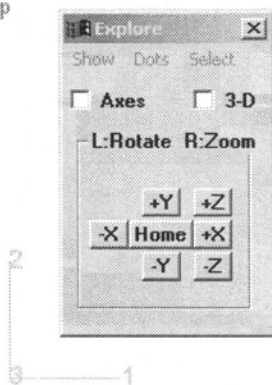 p
Explore
Show Dots Select
Axes 3-D
L:Rotate R:Zoom
+Y +Z
-X Home +X
-Y -Z
2
3 1